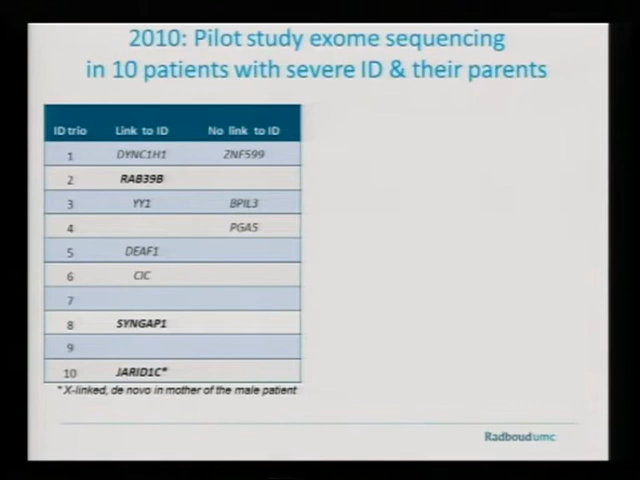 2010: Pilot study exome sequencing
in 10 patients with severe ID & their parents
ID trio Link to ID No link to ID
1 DYNC1H1 ZNF599
2 RAB39B
3 YY1 BPIL3
4 PGA5
5 DEAF1
6 CIC
7
8 SYNGAP1
9
10 JARID1C*
* X-linked, de novo in mother of the male patient
Radboudumc